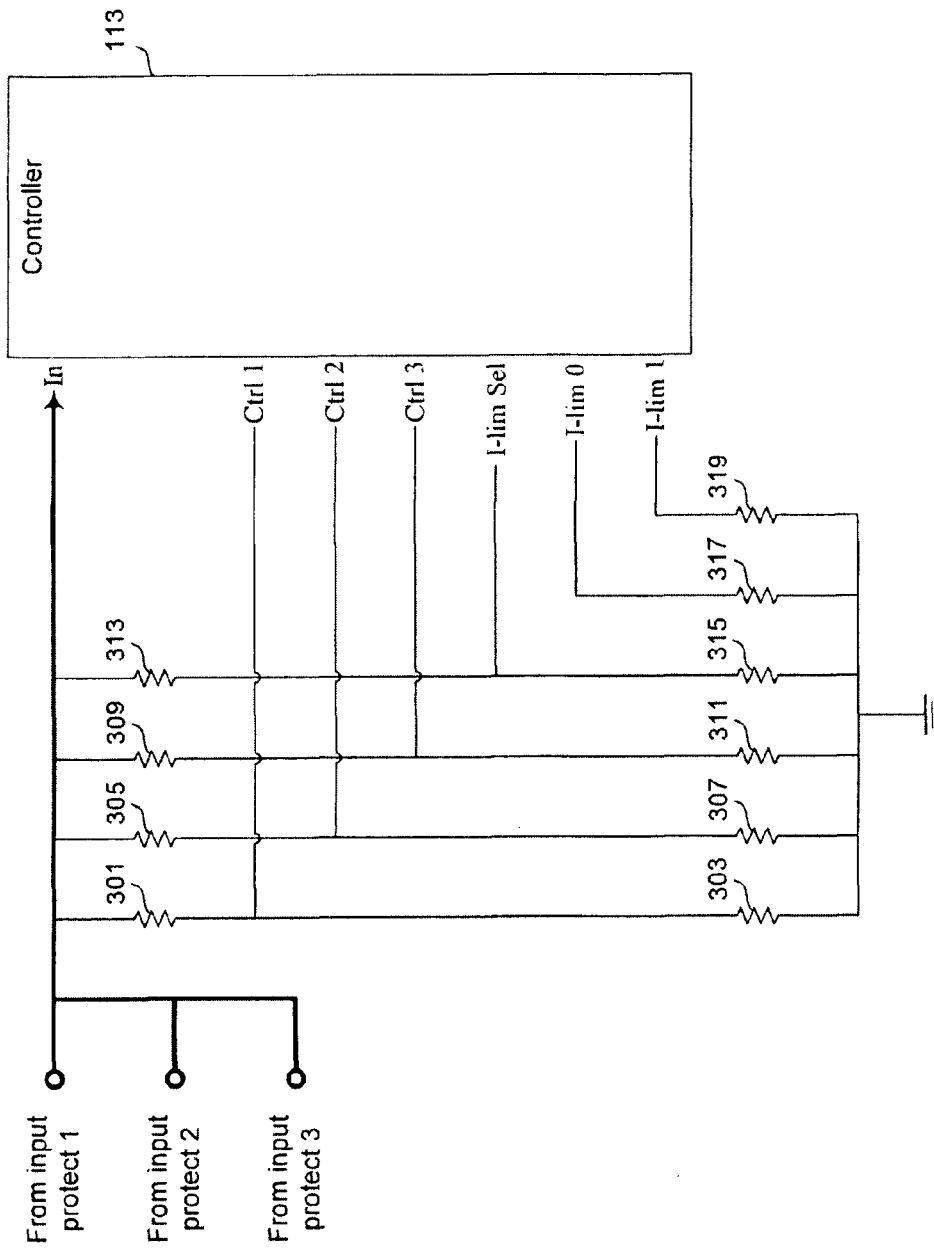 From input
protect 1
From input
protect 2
From input
protect 3
301
305
309
313
303
307
311
315
317
319
In
Ctrl 1
Ctrl 2
Ctrl 3
I-lim Sel
I-lim 0
I-lim 1
Controller
113